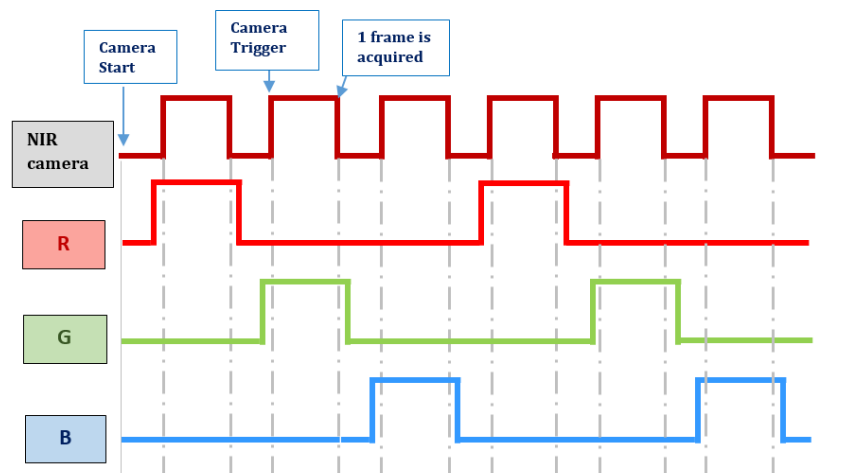 Camera
Start
Camera
Trigger
1 frame is
acquired
NIR
camera
R
G
B